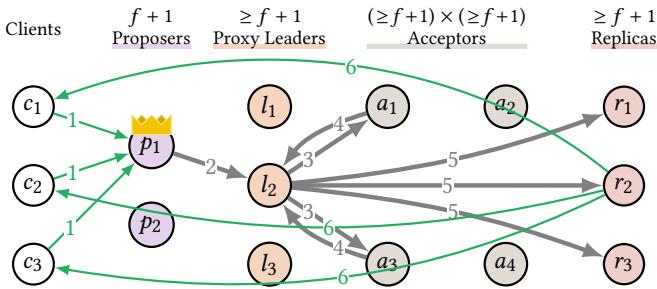 f + 1 ≥ f + 1 (≥f+1) × (≥f+1) ≥ f + 1
Clients Proposers Proxy Leaders Acceptors Replicas
6
c₁ l₁ a₁ a₂ r₁
1 4
p₁ 3 5
1 2
c₂ l₂ 5 r₂
3 5
1 p₂ 6
4
c₃ l₃ a₃ a₄ r₃
6